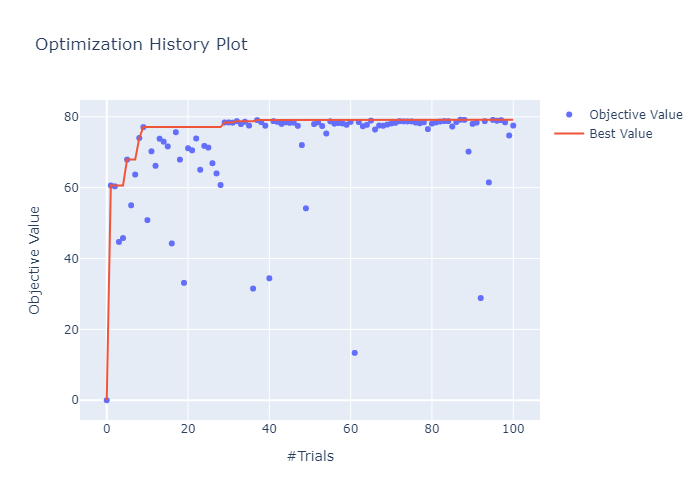 Optimization History Plot
Objective Value
Best Value
80
60
40
20
0
Objective Value
0 20 40 60 80 100
#Trials